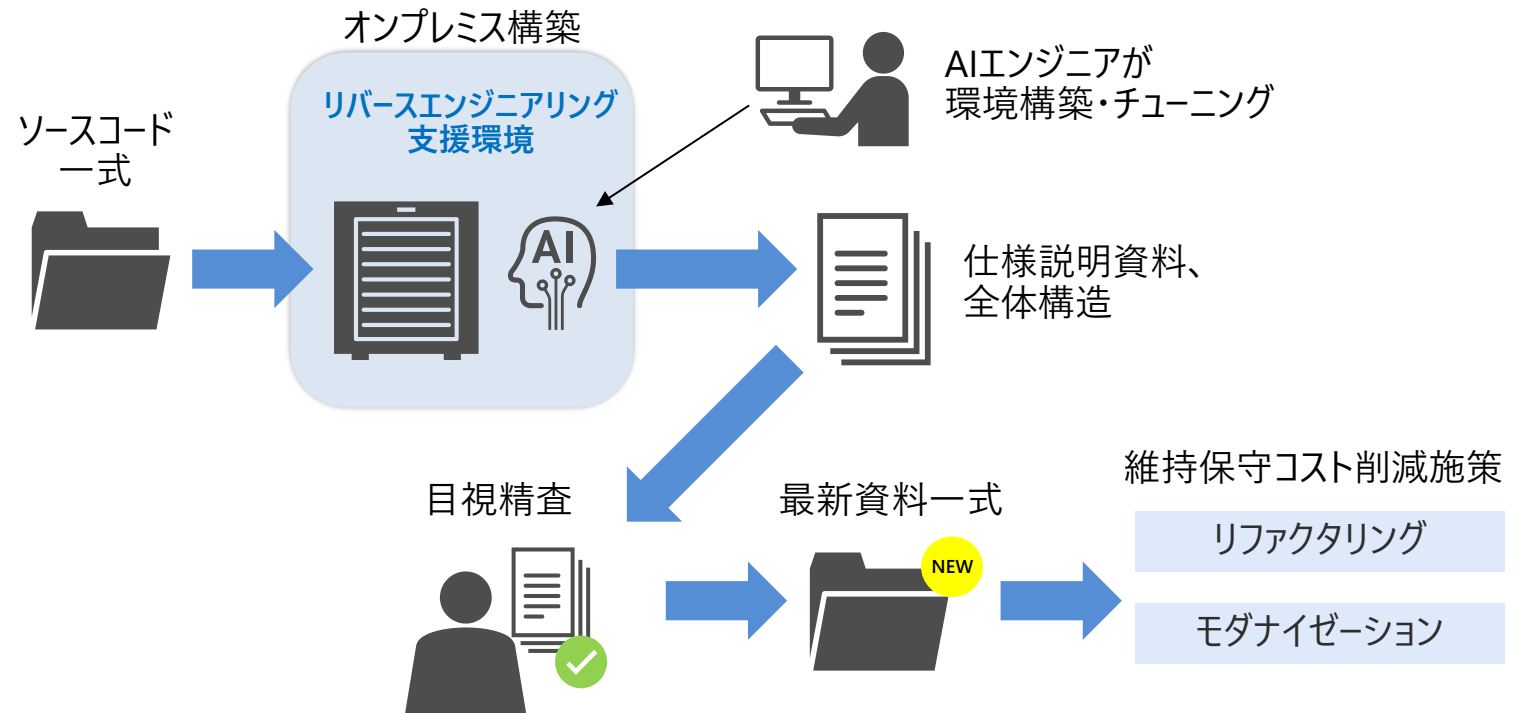 オンプレミス構築
リバースエンジニアリング
支援環境
ソースコード
一式
AI
AIエンジニアが
環境構築・チューニング
仕様説明資料、
全体構造
目視精査
最新資料一式
NEW
維持保守コスト削減施策
リファクタリング
モダナイゼーション